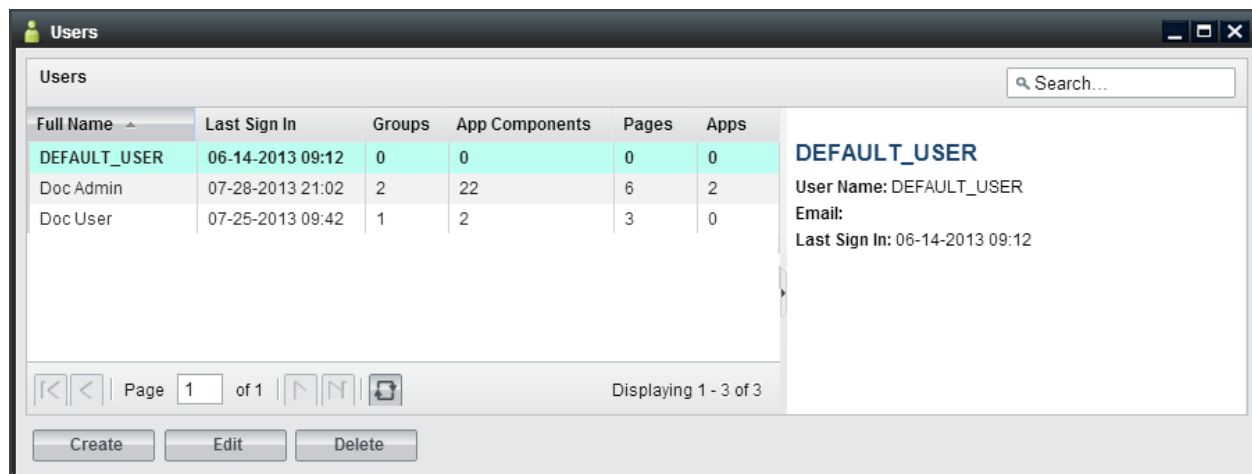 Users
Users
Search...
Full Name Last Sign In Groups App Components Pages Apps
DEFAULT_USER 06-14-2013 09:12 0 0 0 0
Doc Admin 07-28-2013 21:02 2 22 6 2
Doc User 07-25-2013 09:42 1 2 3 0
DEFAULT_USER
User Name: DEFAULT_USER
Email:
Last Sign In: 06-14-2013 09:12
Page 1 of 1 Displaying 1 - 3 of 3
Create Edit Delete